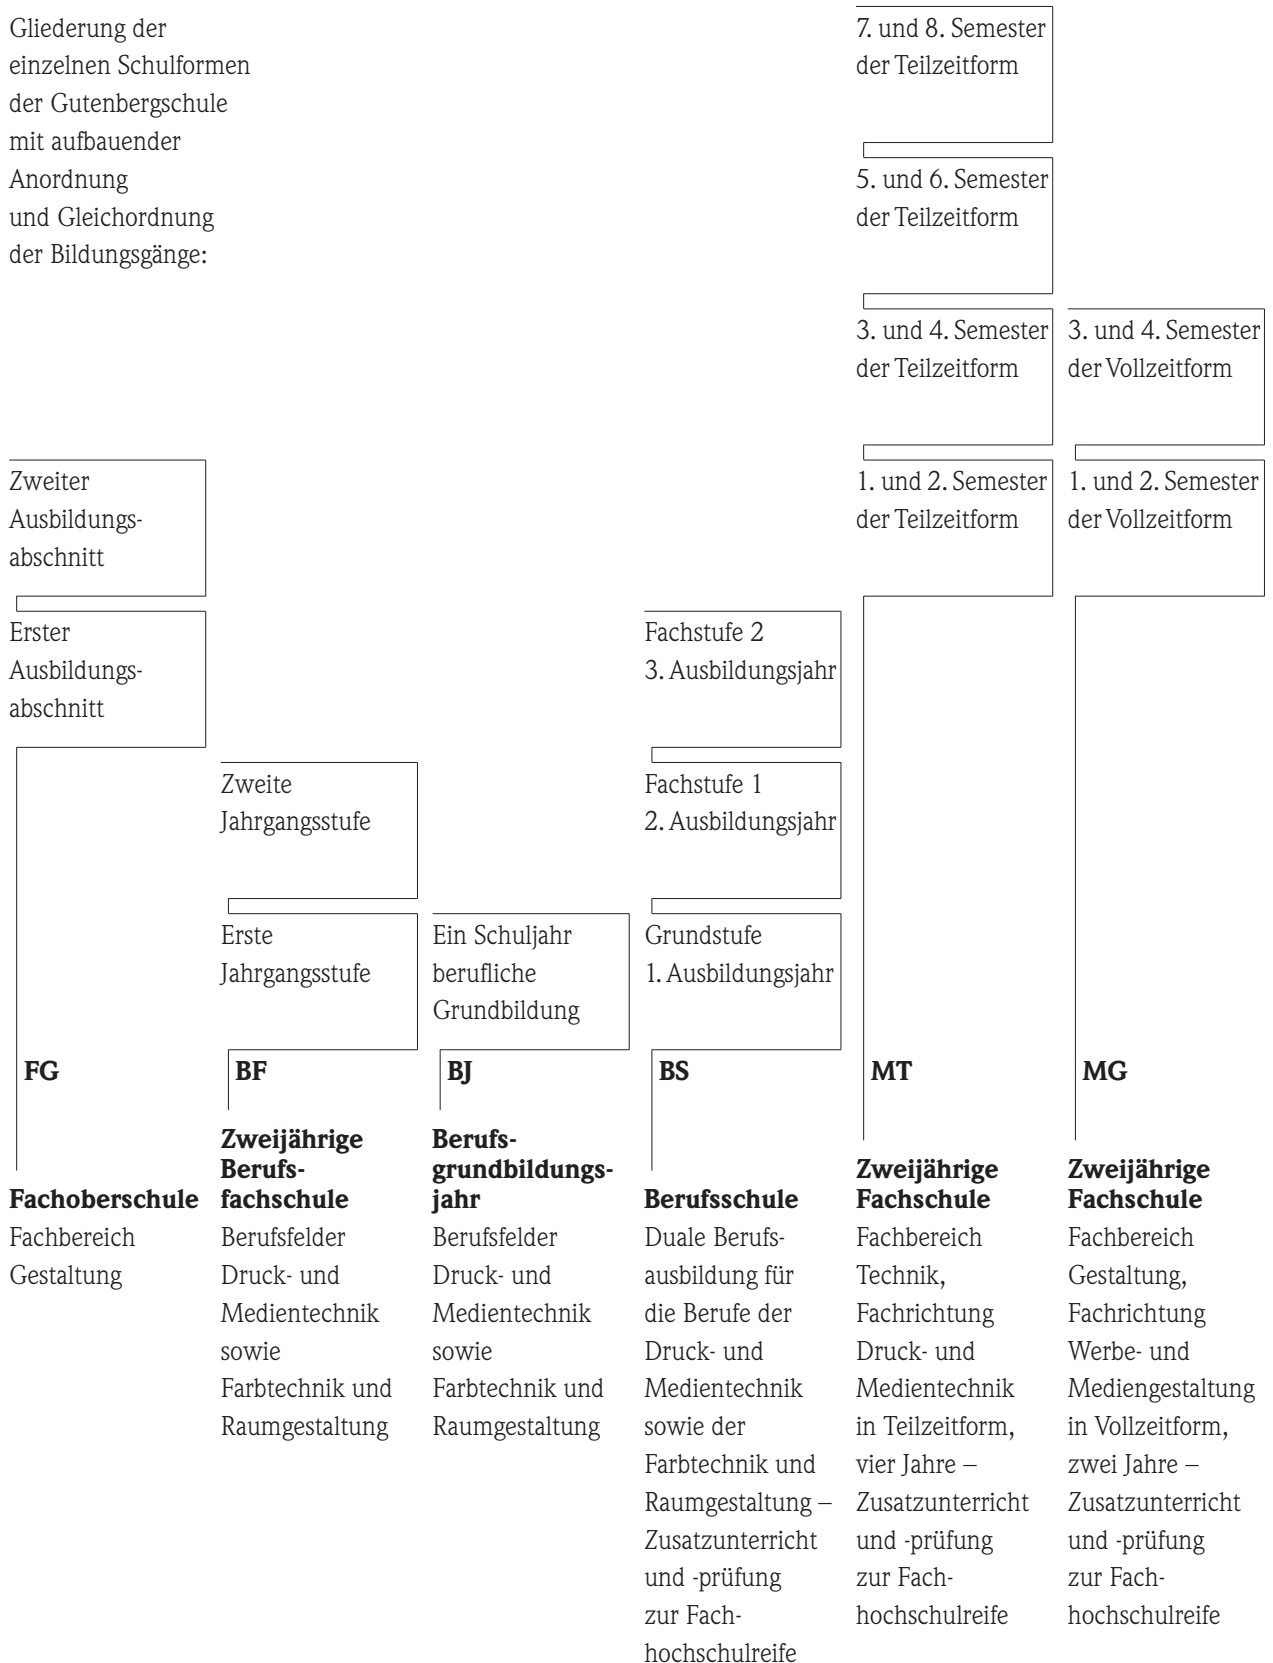 Gliederung der
einzelnen Schulformen
der Gutenbergschule
mit aufbauender
Anordnung
und Gleichordnung
der Bildungsgänge:
7. und 8. Semester
der Teilzeitform
5. und 6. Semester
der Teilzeitform
3. und 4. Semester
der Teilzeitform
3. und 4. Semester
der Vollzeitform
Zweiter
Ausbildungs-
abschnitt
1. und 2. Semester
der Teilzeitform
1. und 2. Semester
der Vollzeitform
Erster
Ausbildungs-
abschnitt
Fachstufe 2
3. Ausbildungsjahr
Zweite
Jahrgangsstufe
Fachstufe 1
2. Ausbildungsjahr
Erste
Jahrgangsstufe
Ein Schuljahr
berufliche
Grundbildung
Grundstufe
1. Ausbildungsjahr
FG
BF
BJ
BS
MT
MG
Fachoberschule
Fachbereich
Gestaltung
Zweijährige
Berufs-
fachschule
Berufsfelder
Druck- und
Medientechnik
sowie
Farbtechnik und
Raumgestaltung
Berufs-
grundbildungs-
jahr
Berufsfelder
Druck- und
Medientechnik
sowie
Farbtechnik und
Raumgestaltung
Berufsschule
Duale Berufs-
ausbildung für
die Berufe der
Druck- und
Medientechnik
sowie der
Farbtechnik und
Raumgestaltung –
Zusatzunterricht
und -prüfung
zur Fach-
hochschulreife
Zweijährige
Fachschule
Fachbereich
Technik,
Fachrichtung
Druck- und
Medientechnik
in Teilzeitform,
vier Jahre –
Zusatzunterricht
und -prüfung
zur Fach-
hochschulreife
Zweijährige
Fachschule
Fachbereich
Gestaltung,
Fachrichtung
Werbe- und
Mediengestaltung
in Vollzeitform,
zwei Jahre –
Zusatzunterricht
und -prüfung
zur Fach-
hochschulreife